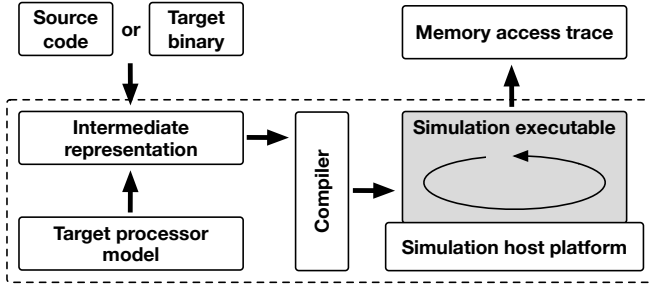 Source
code
or
Target
binary
Memory access trace
Intermediate
representation
Compiler
Simulation executable
Target processor
model
Simulation host platform